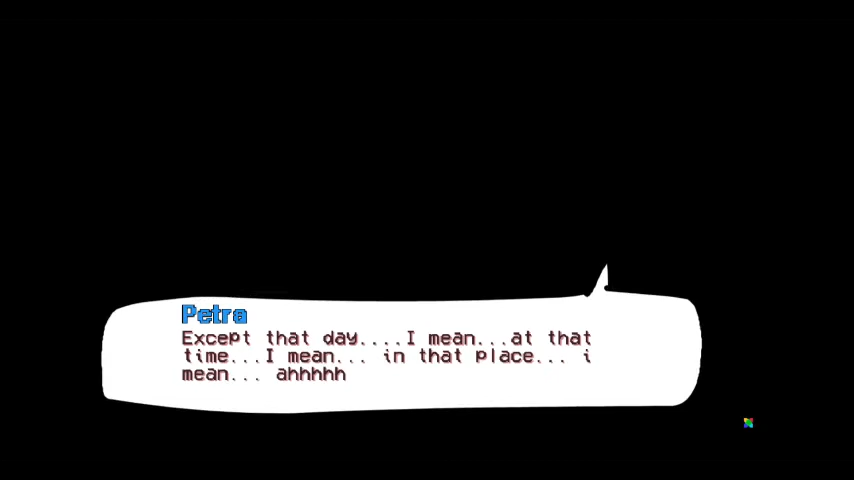 Petra
Except that day....I mean...at that
time...I mean... in that place... i
mean... ahhhhh